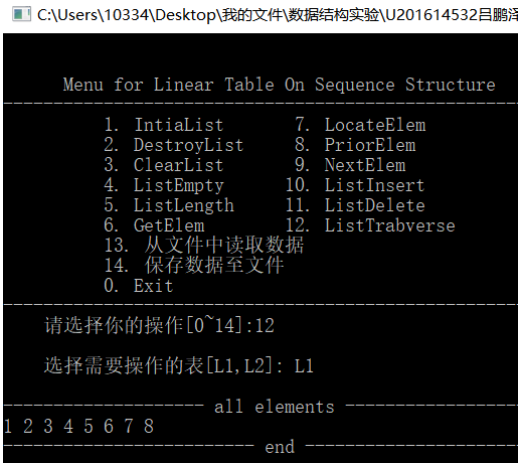 C:\Users\10334\Desktop\我的文件\数据结构实验\U201614532吕鹏泽
Menu for Linear Table On Sequence Structure
1. IntiaList 7. LocateElem
2. DestroyList 8. PriorElem
3. ClearList 9. NextElem
4. ListEmpty 10. ListInsert
5. ListLength 11. ListDelete
6. GetElem 12. ListTrabverse
13. 从文件中读取数据
14. 保存数据至文件
0. Exit
请选择你的操作[0~14]:12
选择需要操作的表[L1,L2]: L1
all elements
1 2 3 4 5 6 7 8
end